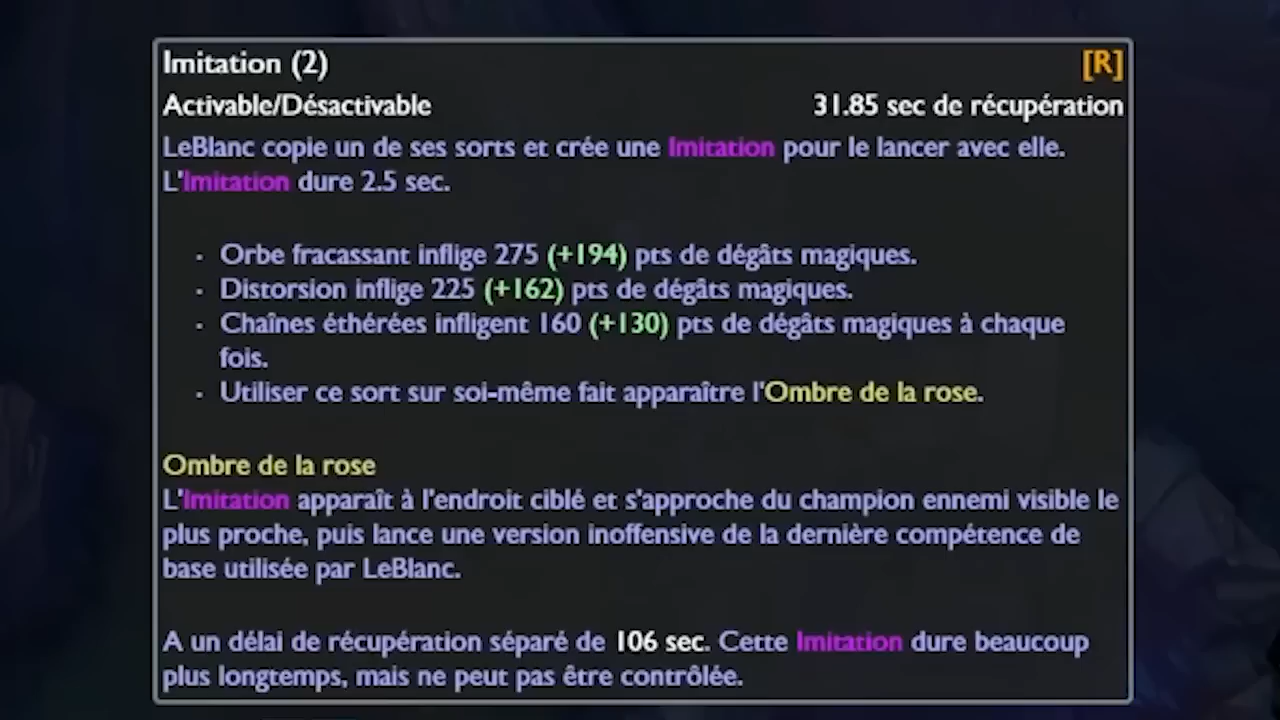 Imitation (2) [R]
Activable/Désactivable 31.85 sec de récupération
LeBlanc copie un de ses sorts et crée une Imitation pour le lancer avec elle.
L'Imitation dure 2.5 sec.
· Orbe fracassant inflige 275 (+194) pts de dégâts magiques.
· Distorsion inflige 225 (+162) pts de dégâts magiques.
· Chaînes éthérées infligent 160 (+130) pts de dégâts magiques à chaque
fois.
· Utiliser ce sort sur soi-même fait apparaître l'Ombre de la rose.
Ombre de la rose
L'Imitation apparaît à l'endroit ciblé et s'approche du champion ennemi visible le
plus proche, puis lance une version inoffensive de la dernière compétence de
base utilisée par LeBlanc.
A un délai de récupération séparé de 106 sec. Cette Imitation dure beaucoup
plus longtemps, mais ne peut pas être contrôlée.